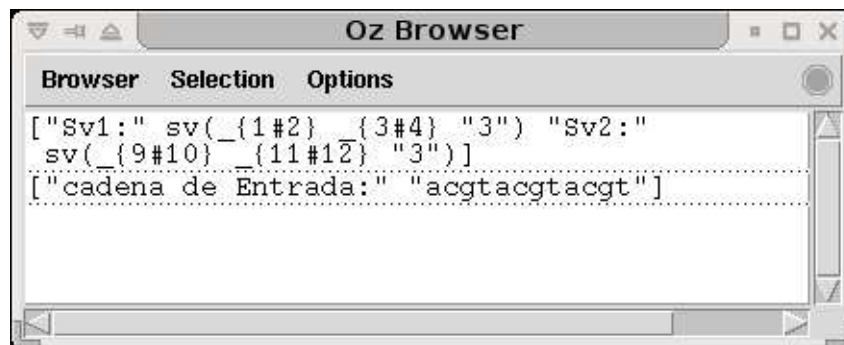 Oz Browser
Browser Selection Options
["Sv1:" sv(_{1#2} _{3#4} "3") "Sv2:"
sv(_{9#10} _{11#12} "3")]
["cadena de Entrada:" "acgtacgtacgt"]